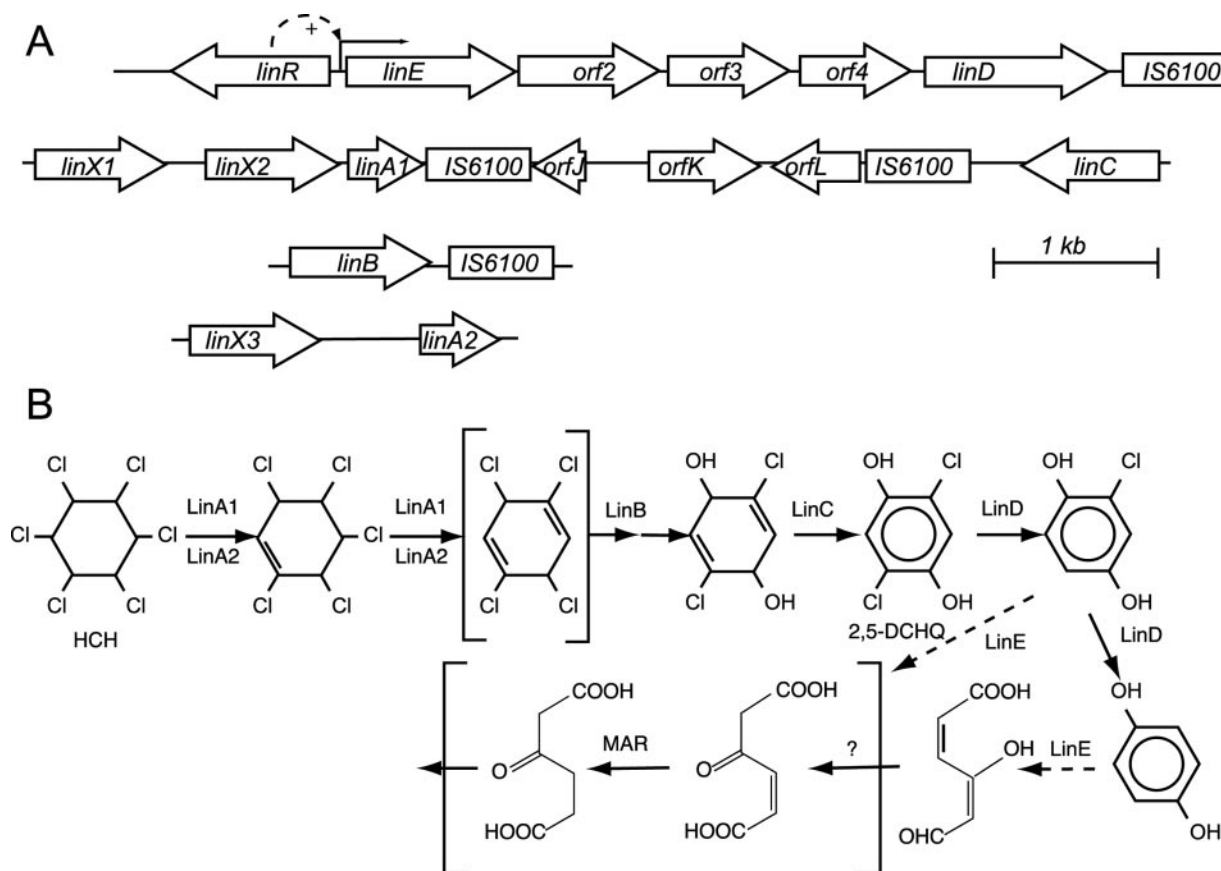 A
+
linR linE orf2 orf3 orf4 linD IS6100
linX1 linX2 linA1 IS6100 orfJ orfK orfL IS6100 linC
linB IS6100 1 kb
linX3 linA2
B
Cl Cl Cl Cl Cl Cl OH Cl OH Cl OH Cl
LinA1 LinA1 LinB LinC LinD
Cl Cl Cl
LinA2 LinA2
Cl Cl Cl Cl Cl Cl Cl OH Cl OH OH
HCH 2,5-DCHQ LinE LinD
COOH COOH COOH OH
MAR ? OH LinE
O O
HOOC HOOC OHC OH